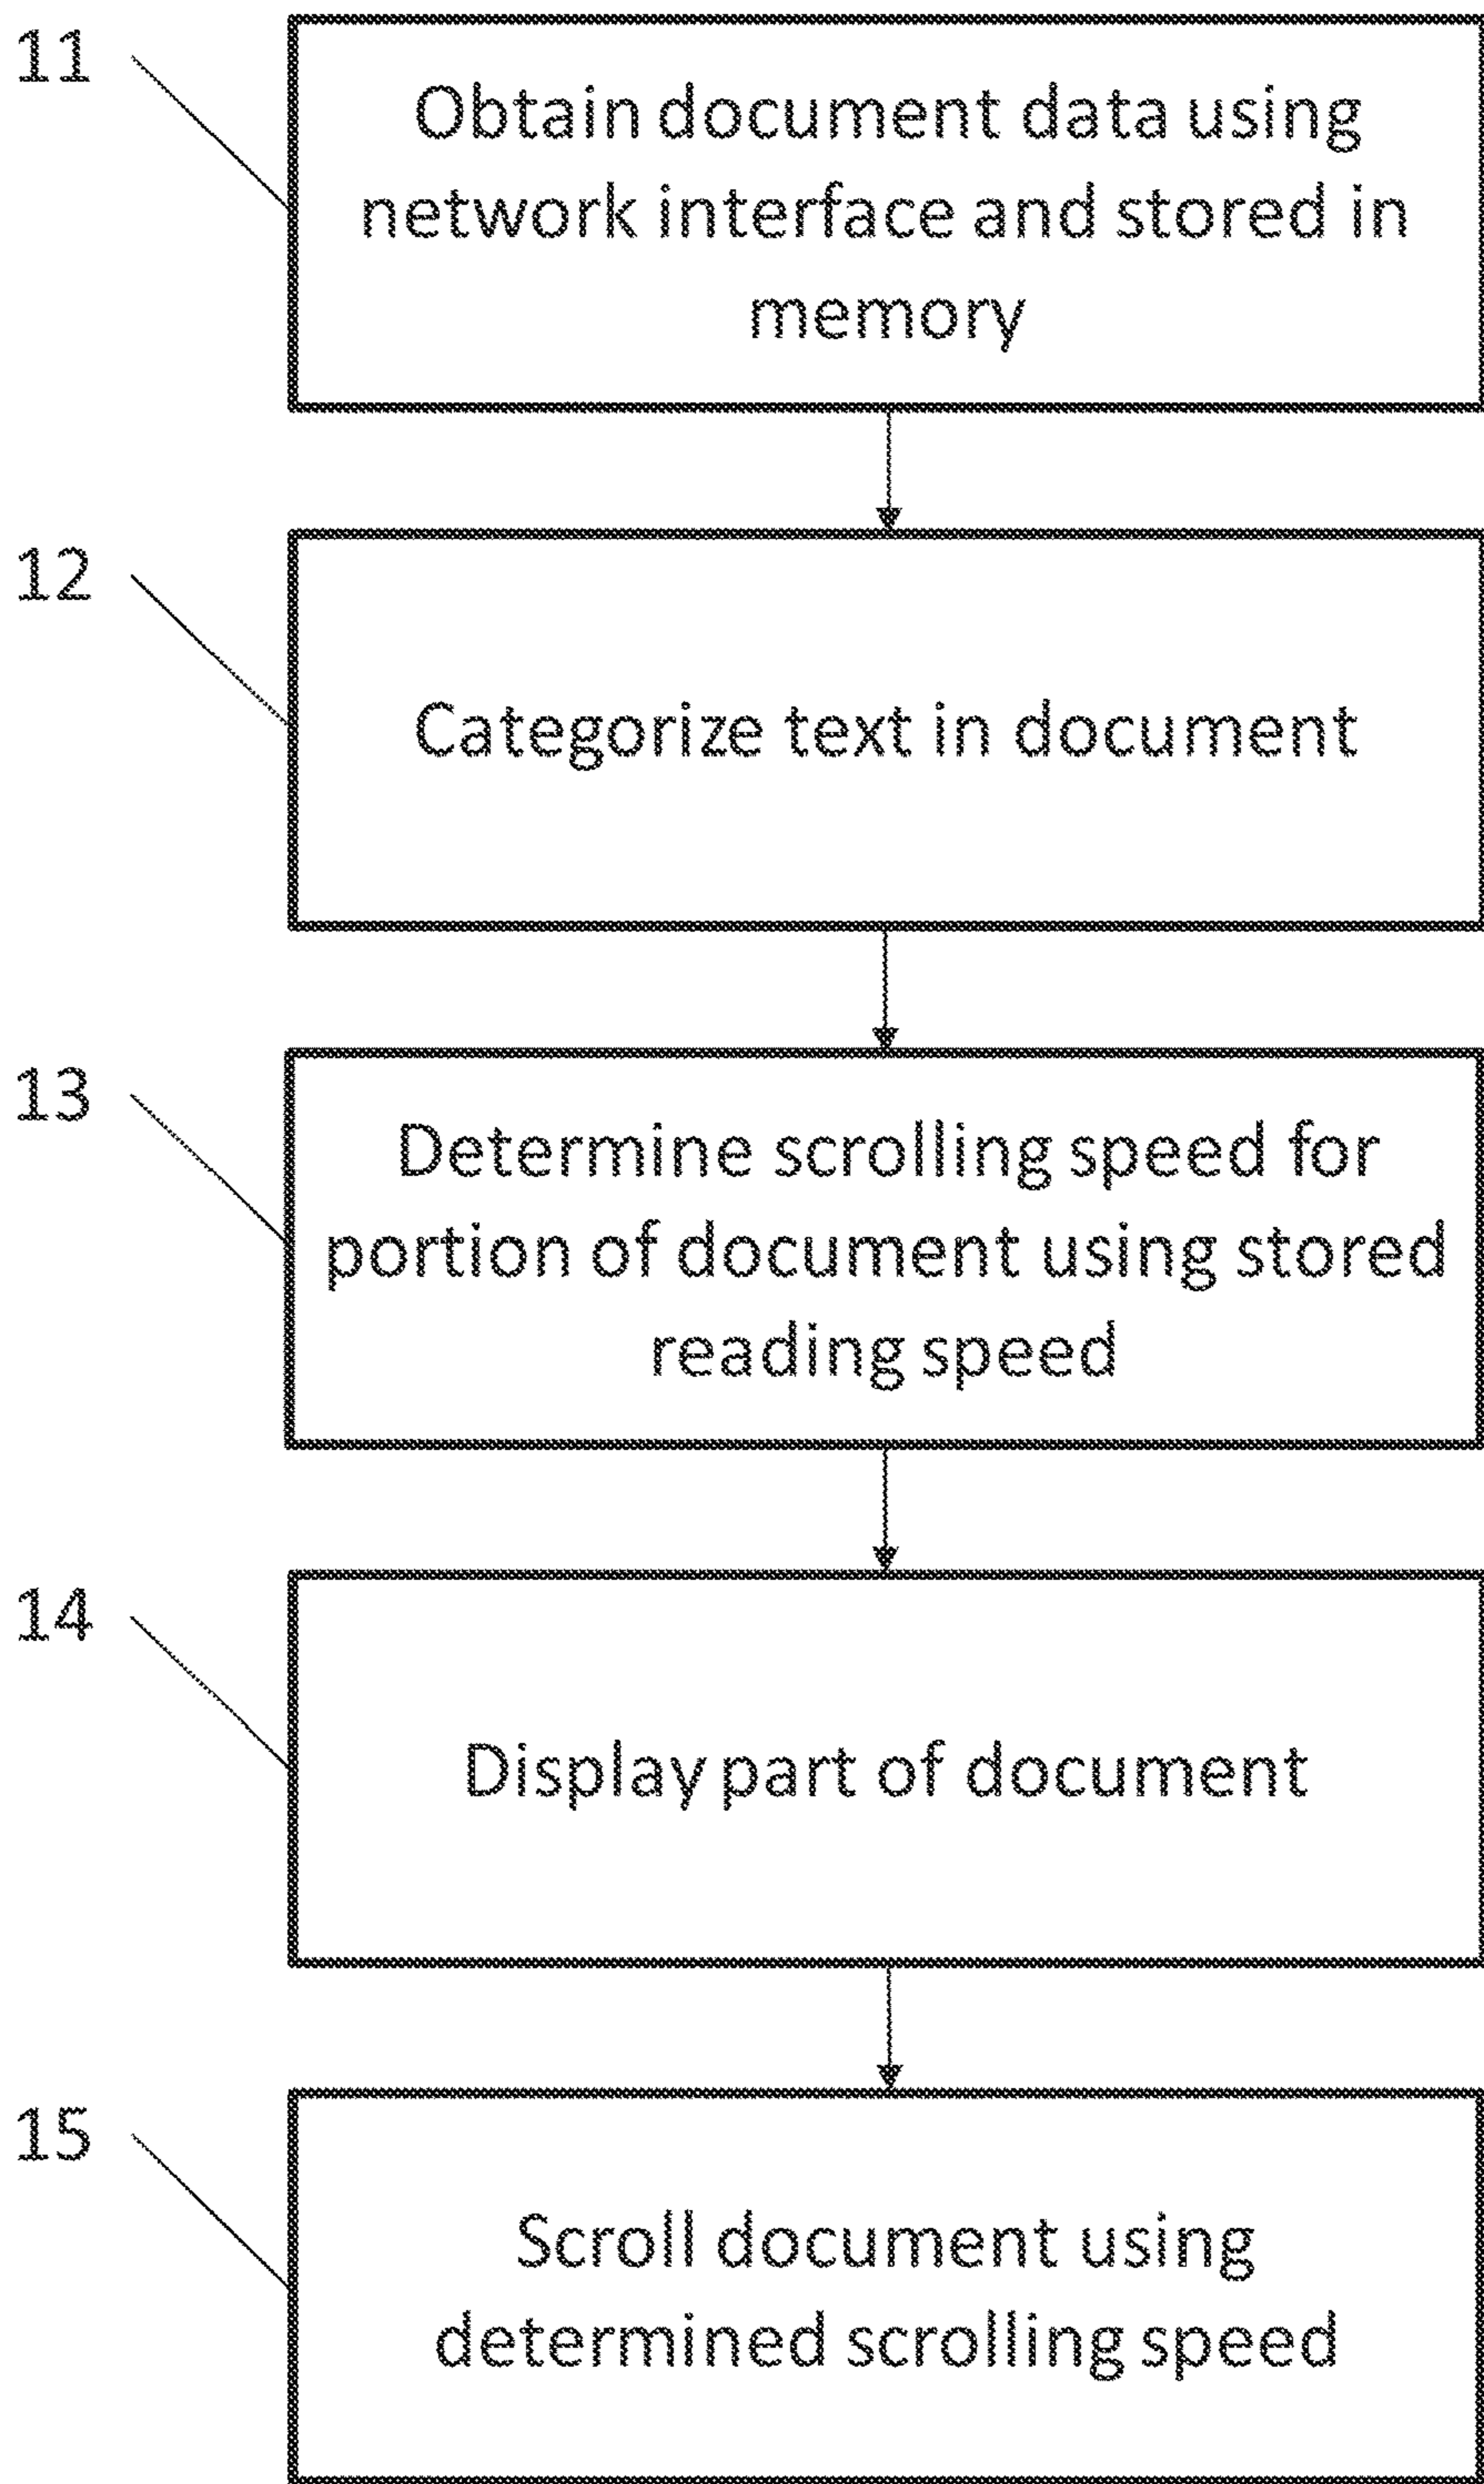 11
Obtain document data using
network interface and stored in
memory
12
Categorize text in document
13
Determine scrolling speed for
portion of document using stored
reading speed
14
Display part of document
15
Scroll document using
determined scrolling speed